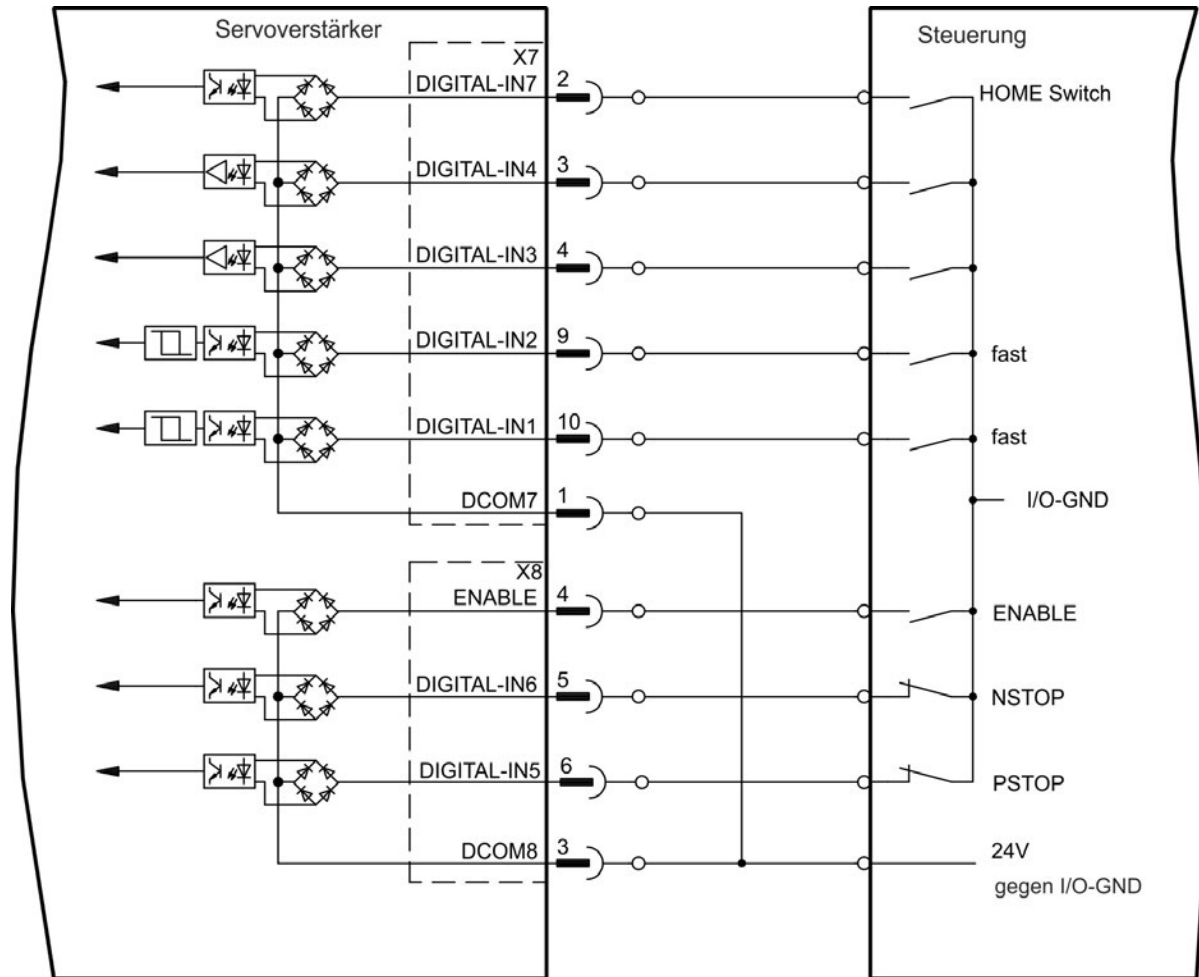 Servoverstärker
Steuerung
X7
DIGITAL-IN7 2 HOME Switch
DIGITAL-IN4 3
DIGITAL-IN3 4
DIGITAL-IN2 9 fast
DIGITAL-IN1 10 fast
DCOM7 1 I/O-GND
X8
ENABLE 4 ENABLE
DIGITAL-IN6 5 NSTOP
DIGITAL-IN5 6 PSTOP
DCOM8 3 24V
gegen I/O-GND